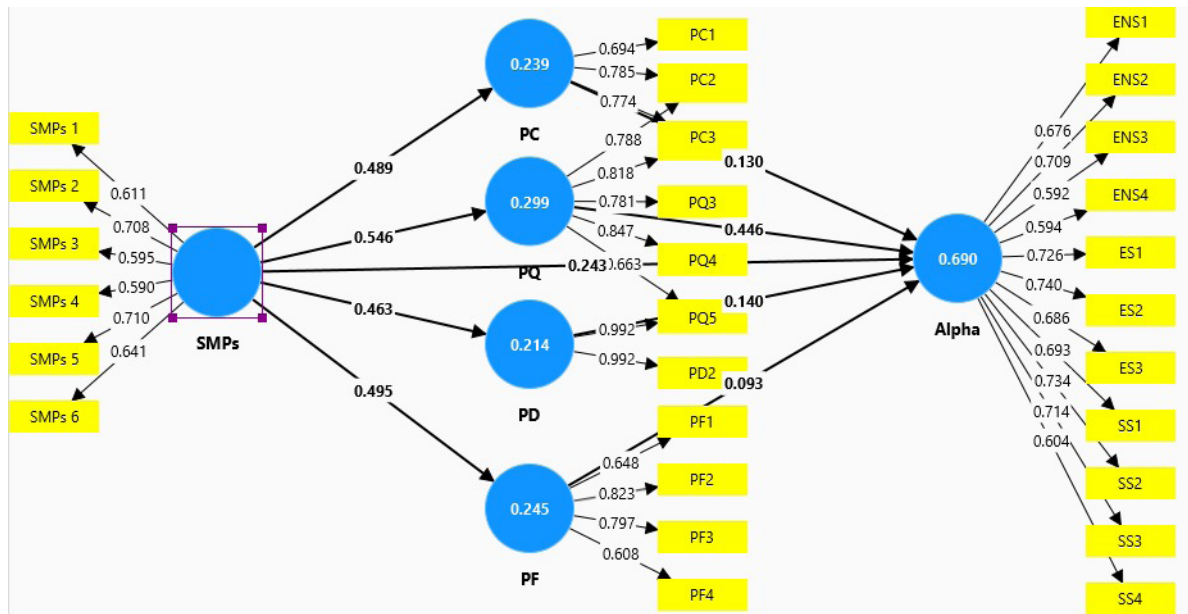 SMPs 1
SMPs 2
SMPs 3
SMPs 4
SMPs 5
SMPs 6
0.611
0.708
0.595
0.590
0.710
0.641
SMPs
0.489
0.546
0.243
0.463
0.495
0.239
PC
0.299
PQ
0.214
PD
0.245
PF
0.694
0.785
0.774
0.788
0.818
0.781
0.847
0.663
0.992
0.992
0.648
0.823
0.797
0.608
PC1
PC2
PC3
PQ3
PQ4
PQ5
PD2
PF1
PF2
PF3
PF4
0.130
0.446
0.140
0.093
0.690
Alpha
0.676
0.709
0.592
0.594
0.726
0.740
0.686
0.693
0.734
0.714
0.604
ENS1
ENS2
ENS3
ENS4
ES1
ES2
ES3
SS1
SS2
SS3
SS4